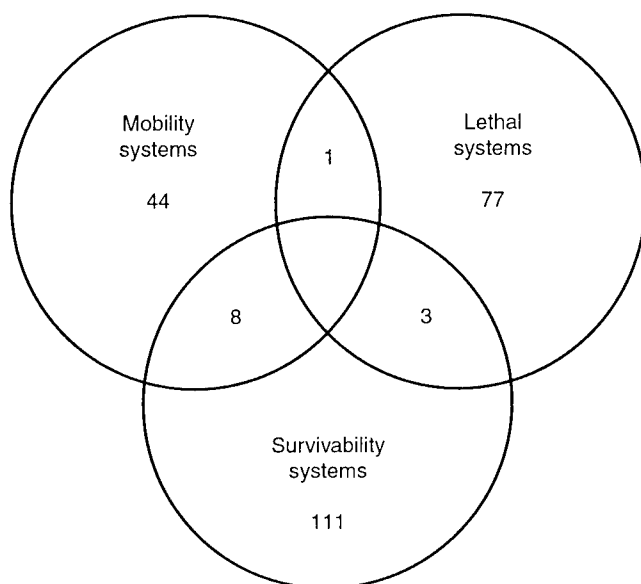 Mobility
systems
44
Lethal
systems
77
1
8
3
Survivability
systems
111